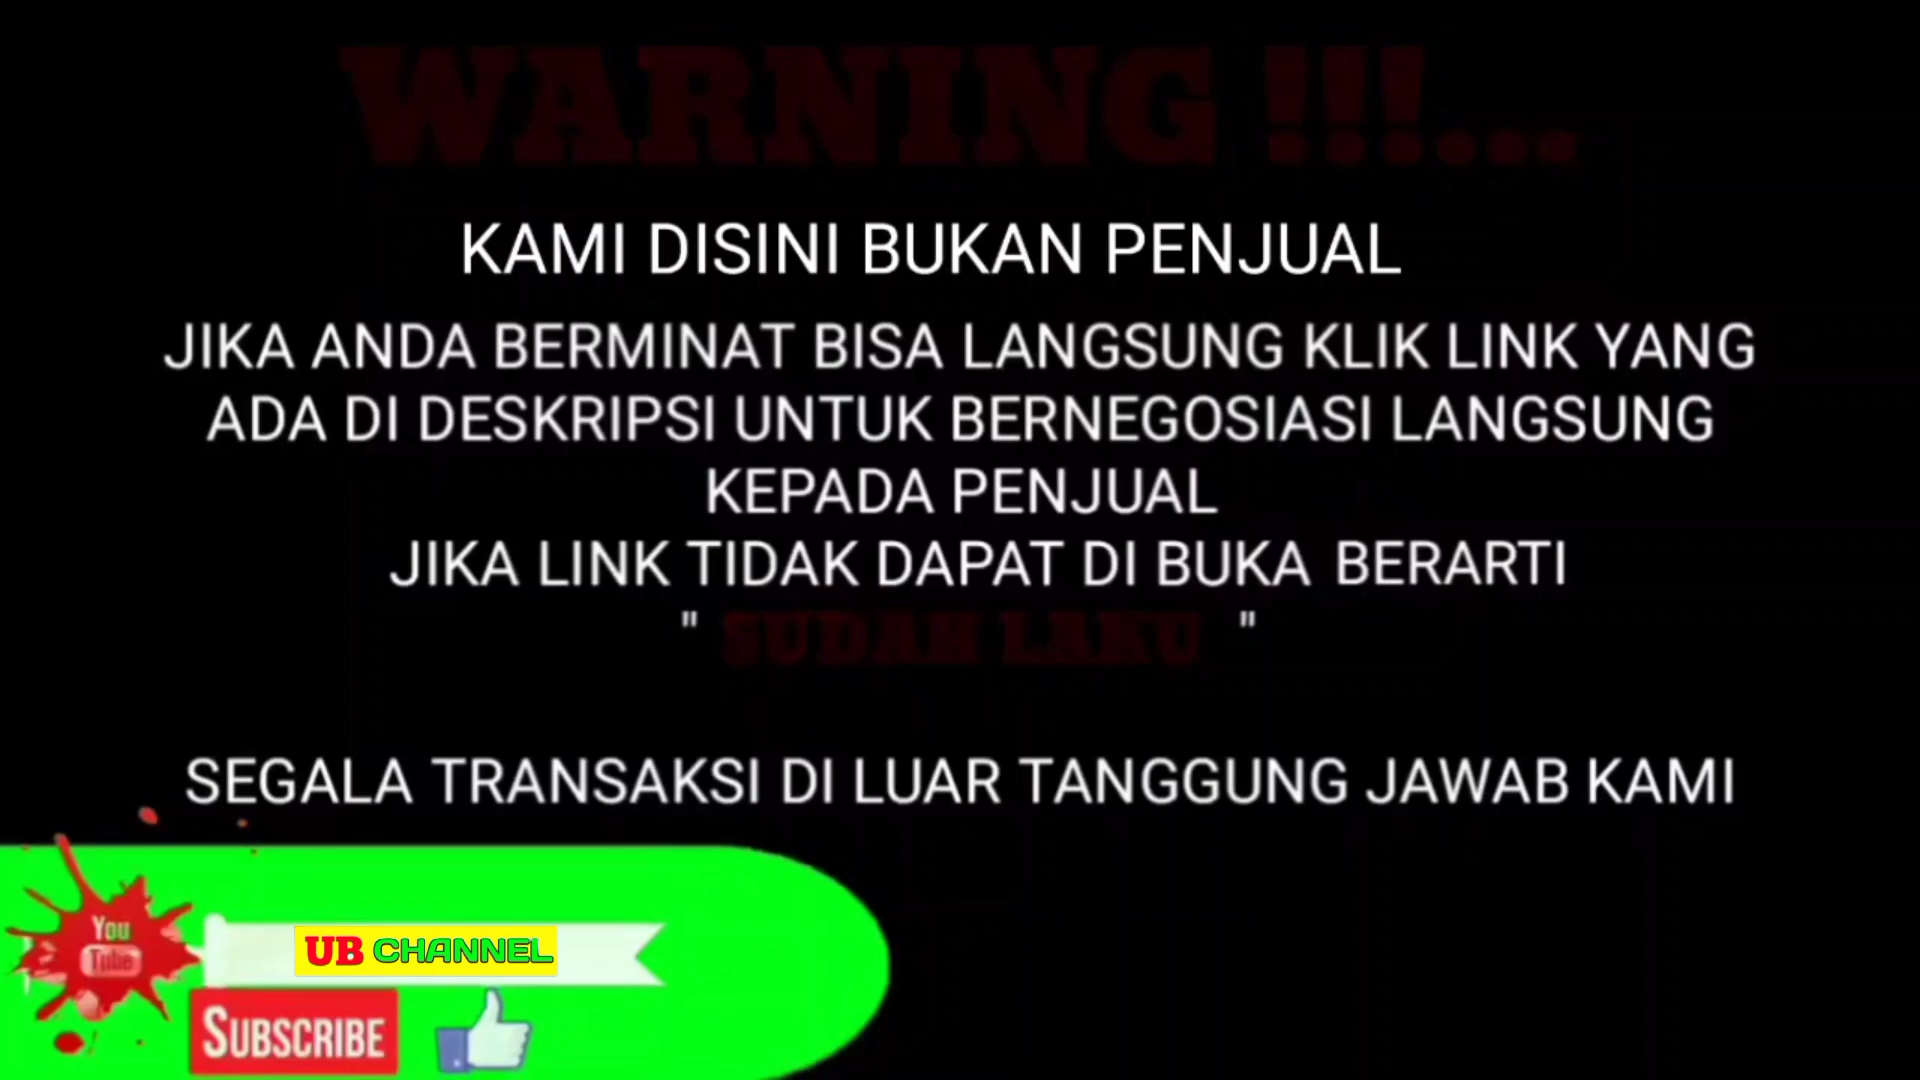 WARNING !!!...
KAMI DISINI BUKAN PENJUAL
JIKA ANDA BERMINAT BISA LANGSUNG KLIK LINK YANG
ADA DI DESKRIPSI UNTUK BERNEGOSIASI LANGSUNG
KEPADA PENJUAL
JIKA LINK TIDAK DAPAT DI BUKA BERARTI
" SUDAH LAKU "
SEGALA TRANSAKSI DI LUAR TANGGUNG JAWAB KAMI
You
Tube
UB CHANNEL
SUBSCRIBE